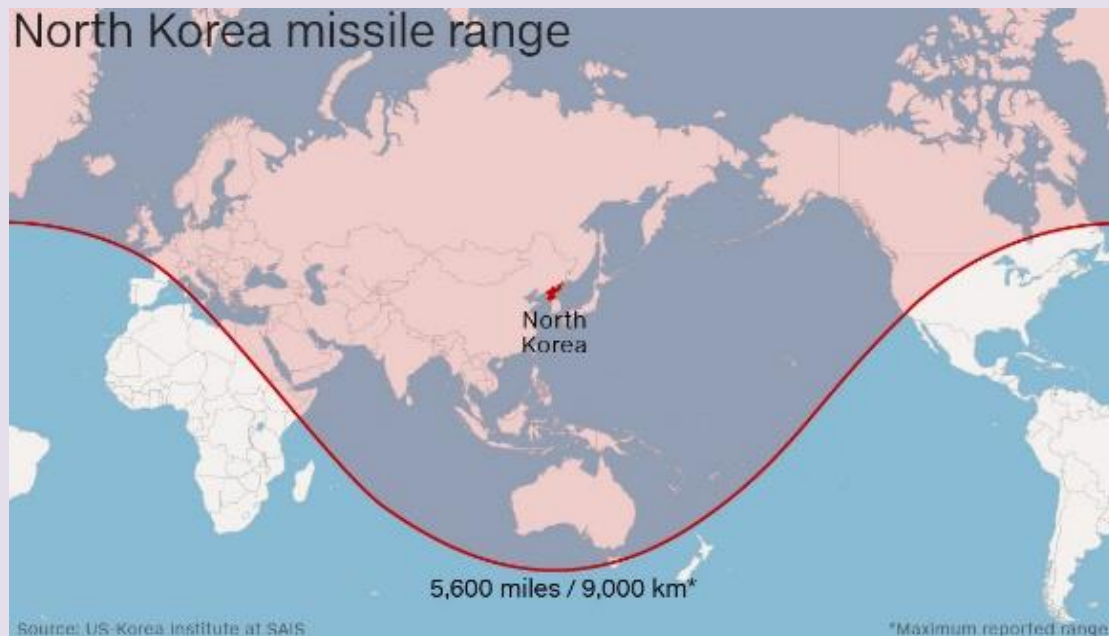 North Korea missile range
North
Korea
5,600 miles / 9,000 km*
Source: US-Korea Institute at SAIS
*Maximum reported range